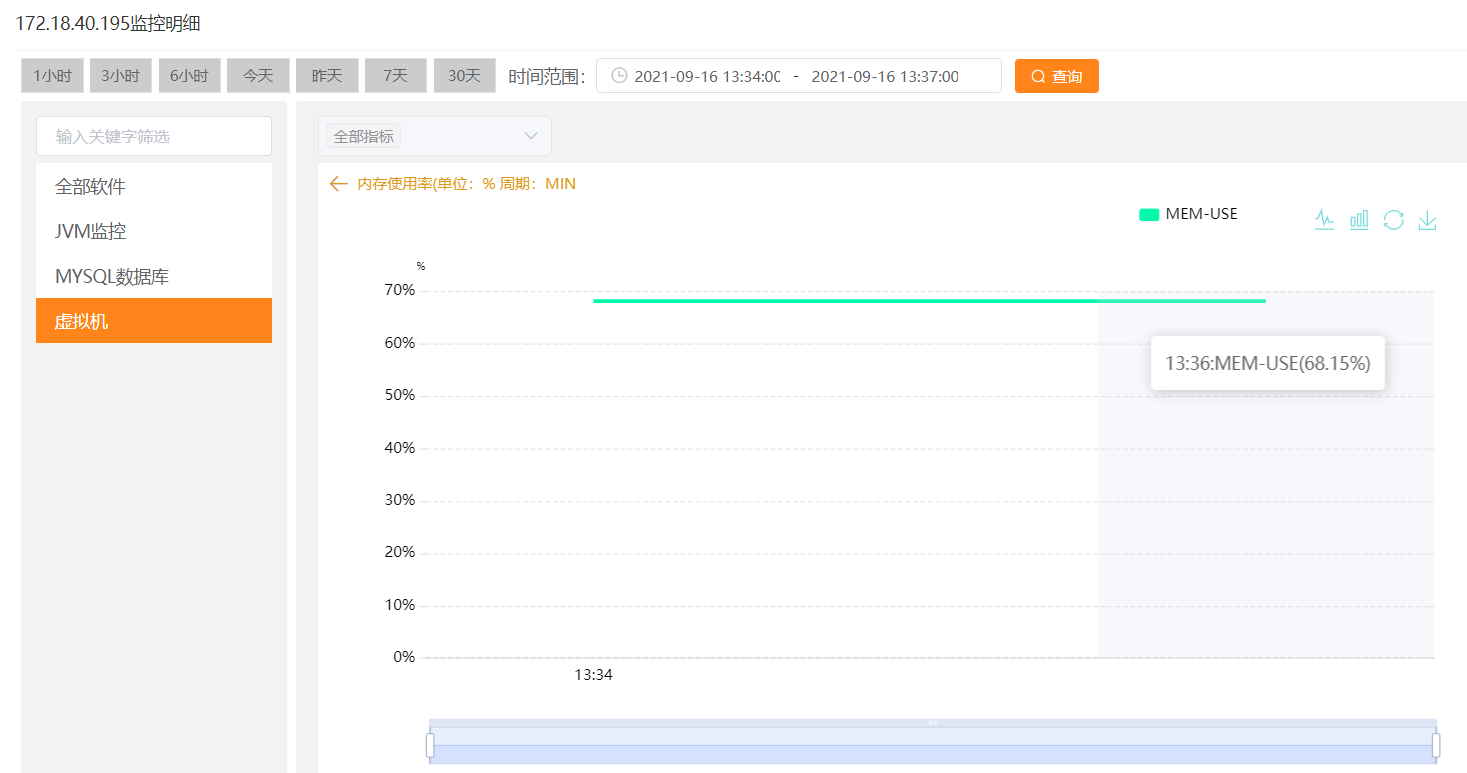 172.18.40.195监控明细
1小时 3小时 6小时 今天 昨天 7天 30天 时间范围： 2021-09-16 13:34:00 - 2021-09-16 13:37:00 查询
输入关键字筛选
全部软件
JVM监控
MYSQL数据库
虚拟机
全部指标
内存使用率(单位：% 周期：MIN
MEM-USE
%
70%
60%
13:36:MEM-USE(68.15%)
50%
40%
30%
20%
10%
0%
13:34